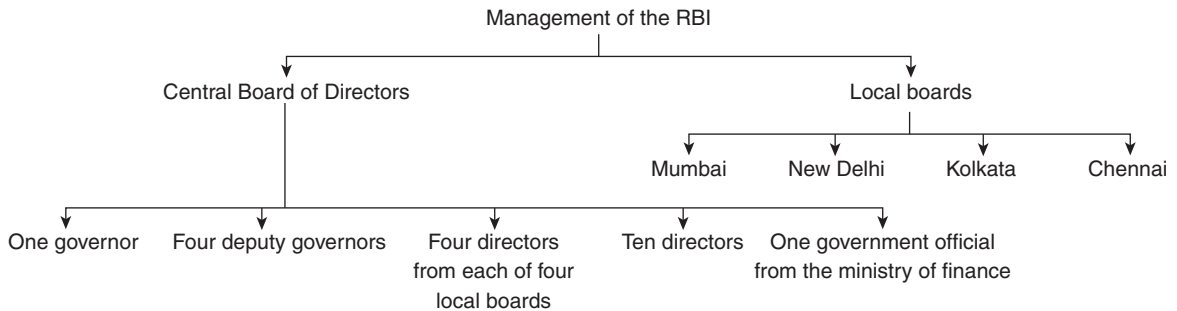 Management of the RBI
Central Board of Directors
Local boards
Mumbai
New Delhi
Kolkata
Chennai
One governor
Four deputy governors
Four directors
from each of four
local boards
Ten directors
One government official
from the ministry of finance